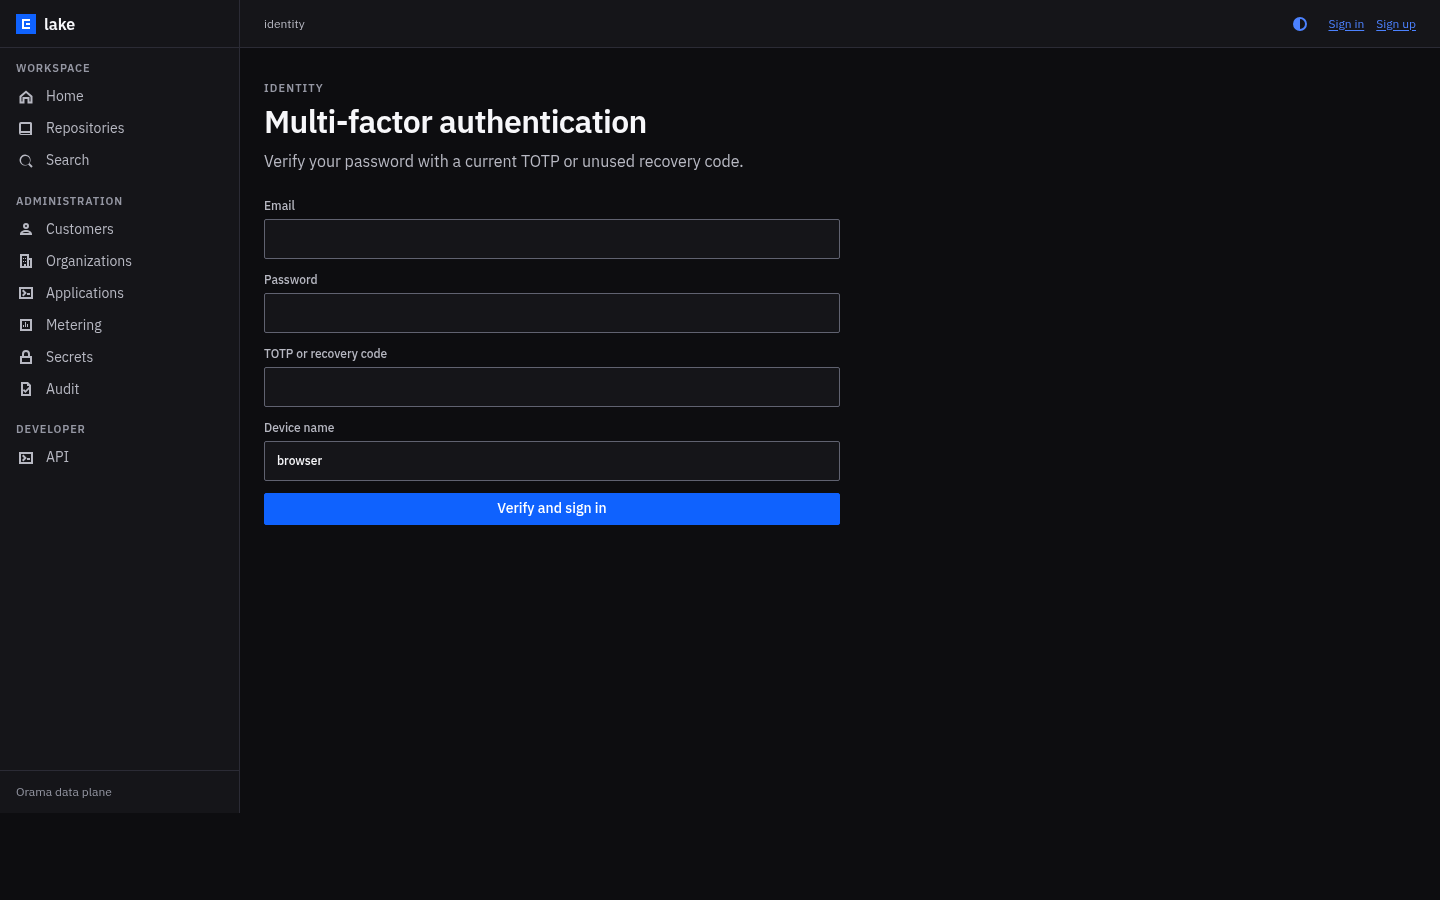 lake
identity
Sign in
Sign up
WORKSPACE
Home
Repositories
Search
ADMINISTRATION
Customers
Organizations
Applications
Metering
Secrets
Audit
DEVELOPER
API
Orama data plane
IDENTITY
Multi-factor authentication
Verify your password with a current TOTP or unused recovery code.
Email
Password
TOTP or recovery code
Device name
browser
Verify and sign in